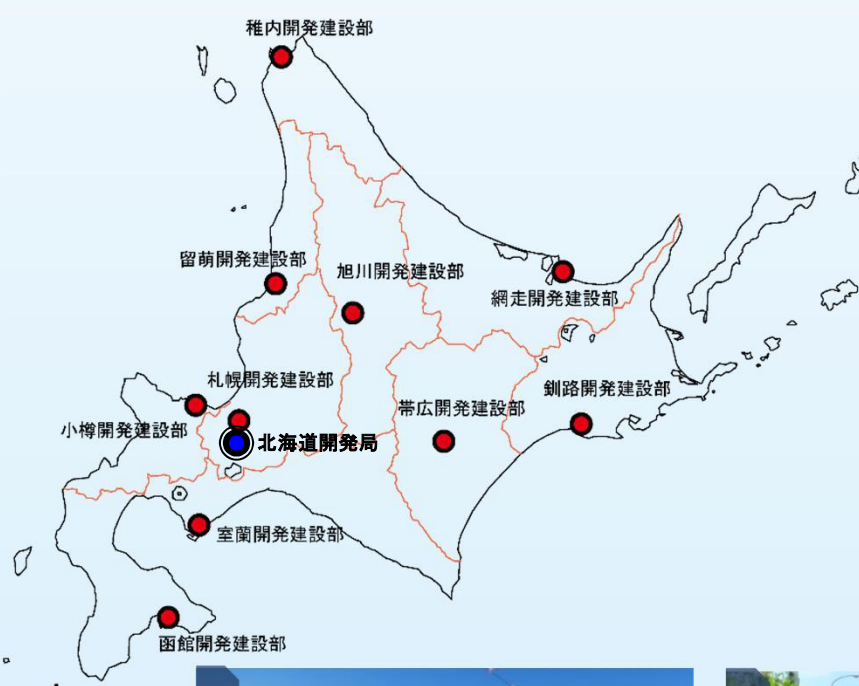 稚内開発建設部
留萌開発建設部
旭川開発建設部
網走開発建設部
札幌開発建設部
釧路開発建設部
帯広開発建設部
小樽開発建設部
北海道開発局
室蘭開発建設部
函館開発建設部